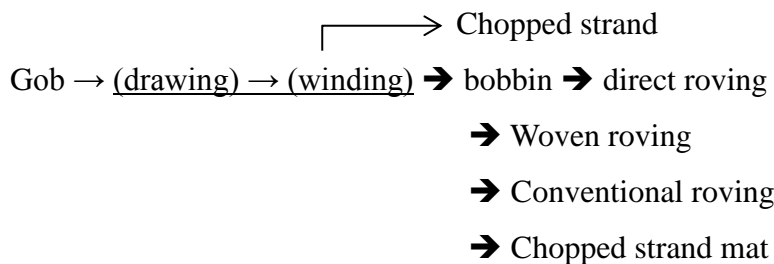 Chopped strand
Gob → (drawing) → (winding) ➔ bobbin ➔ direct roving
➔ Woven roving
➔ Conventional roving
➔ Chopped strand mat